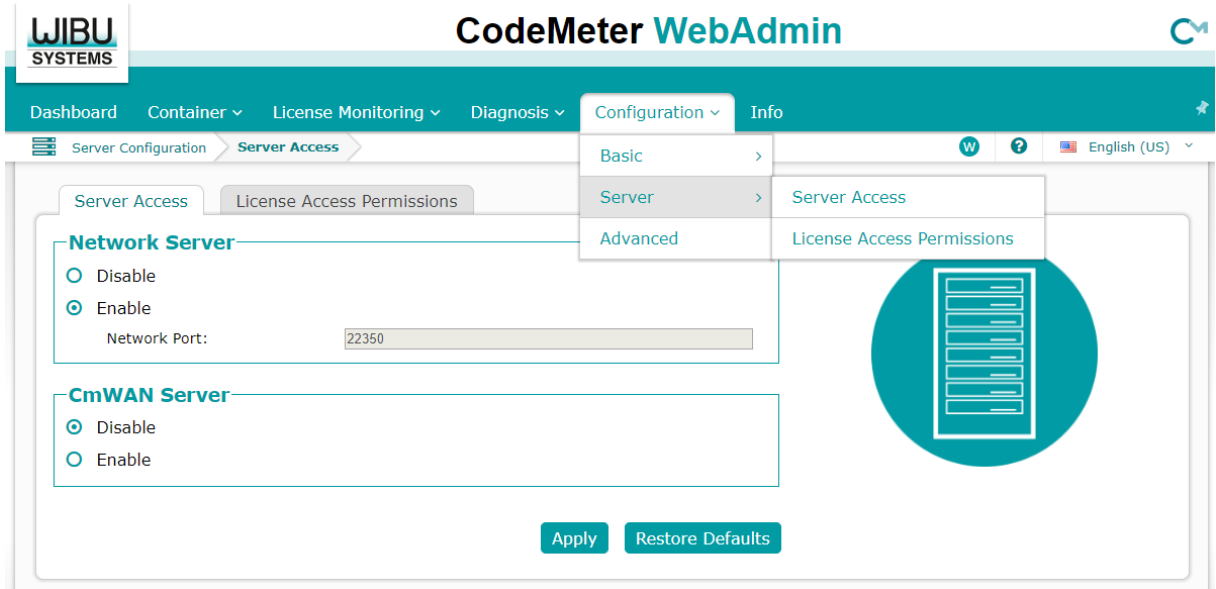 WIBU
SYSTEMS
CodeMeter WebAdmin
CM
Dashboard Container License Monitoring Diagnosis Configuration Info
Server Configuration Server Access
W ? English (US)
Basic
Server
Advanced
Server Access
License Access Permissions
Server Access License Access Permissions
Network Server
Disable
Enable
Network Port: 22350
CmWAN Server
Disable
Enable
Apply Restore Defaults